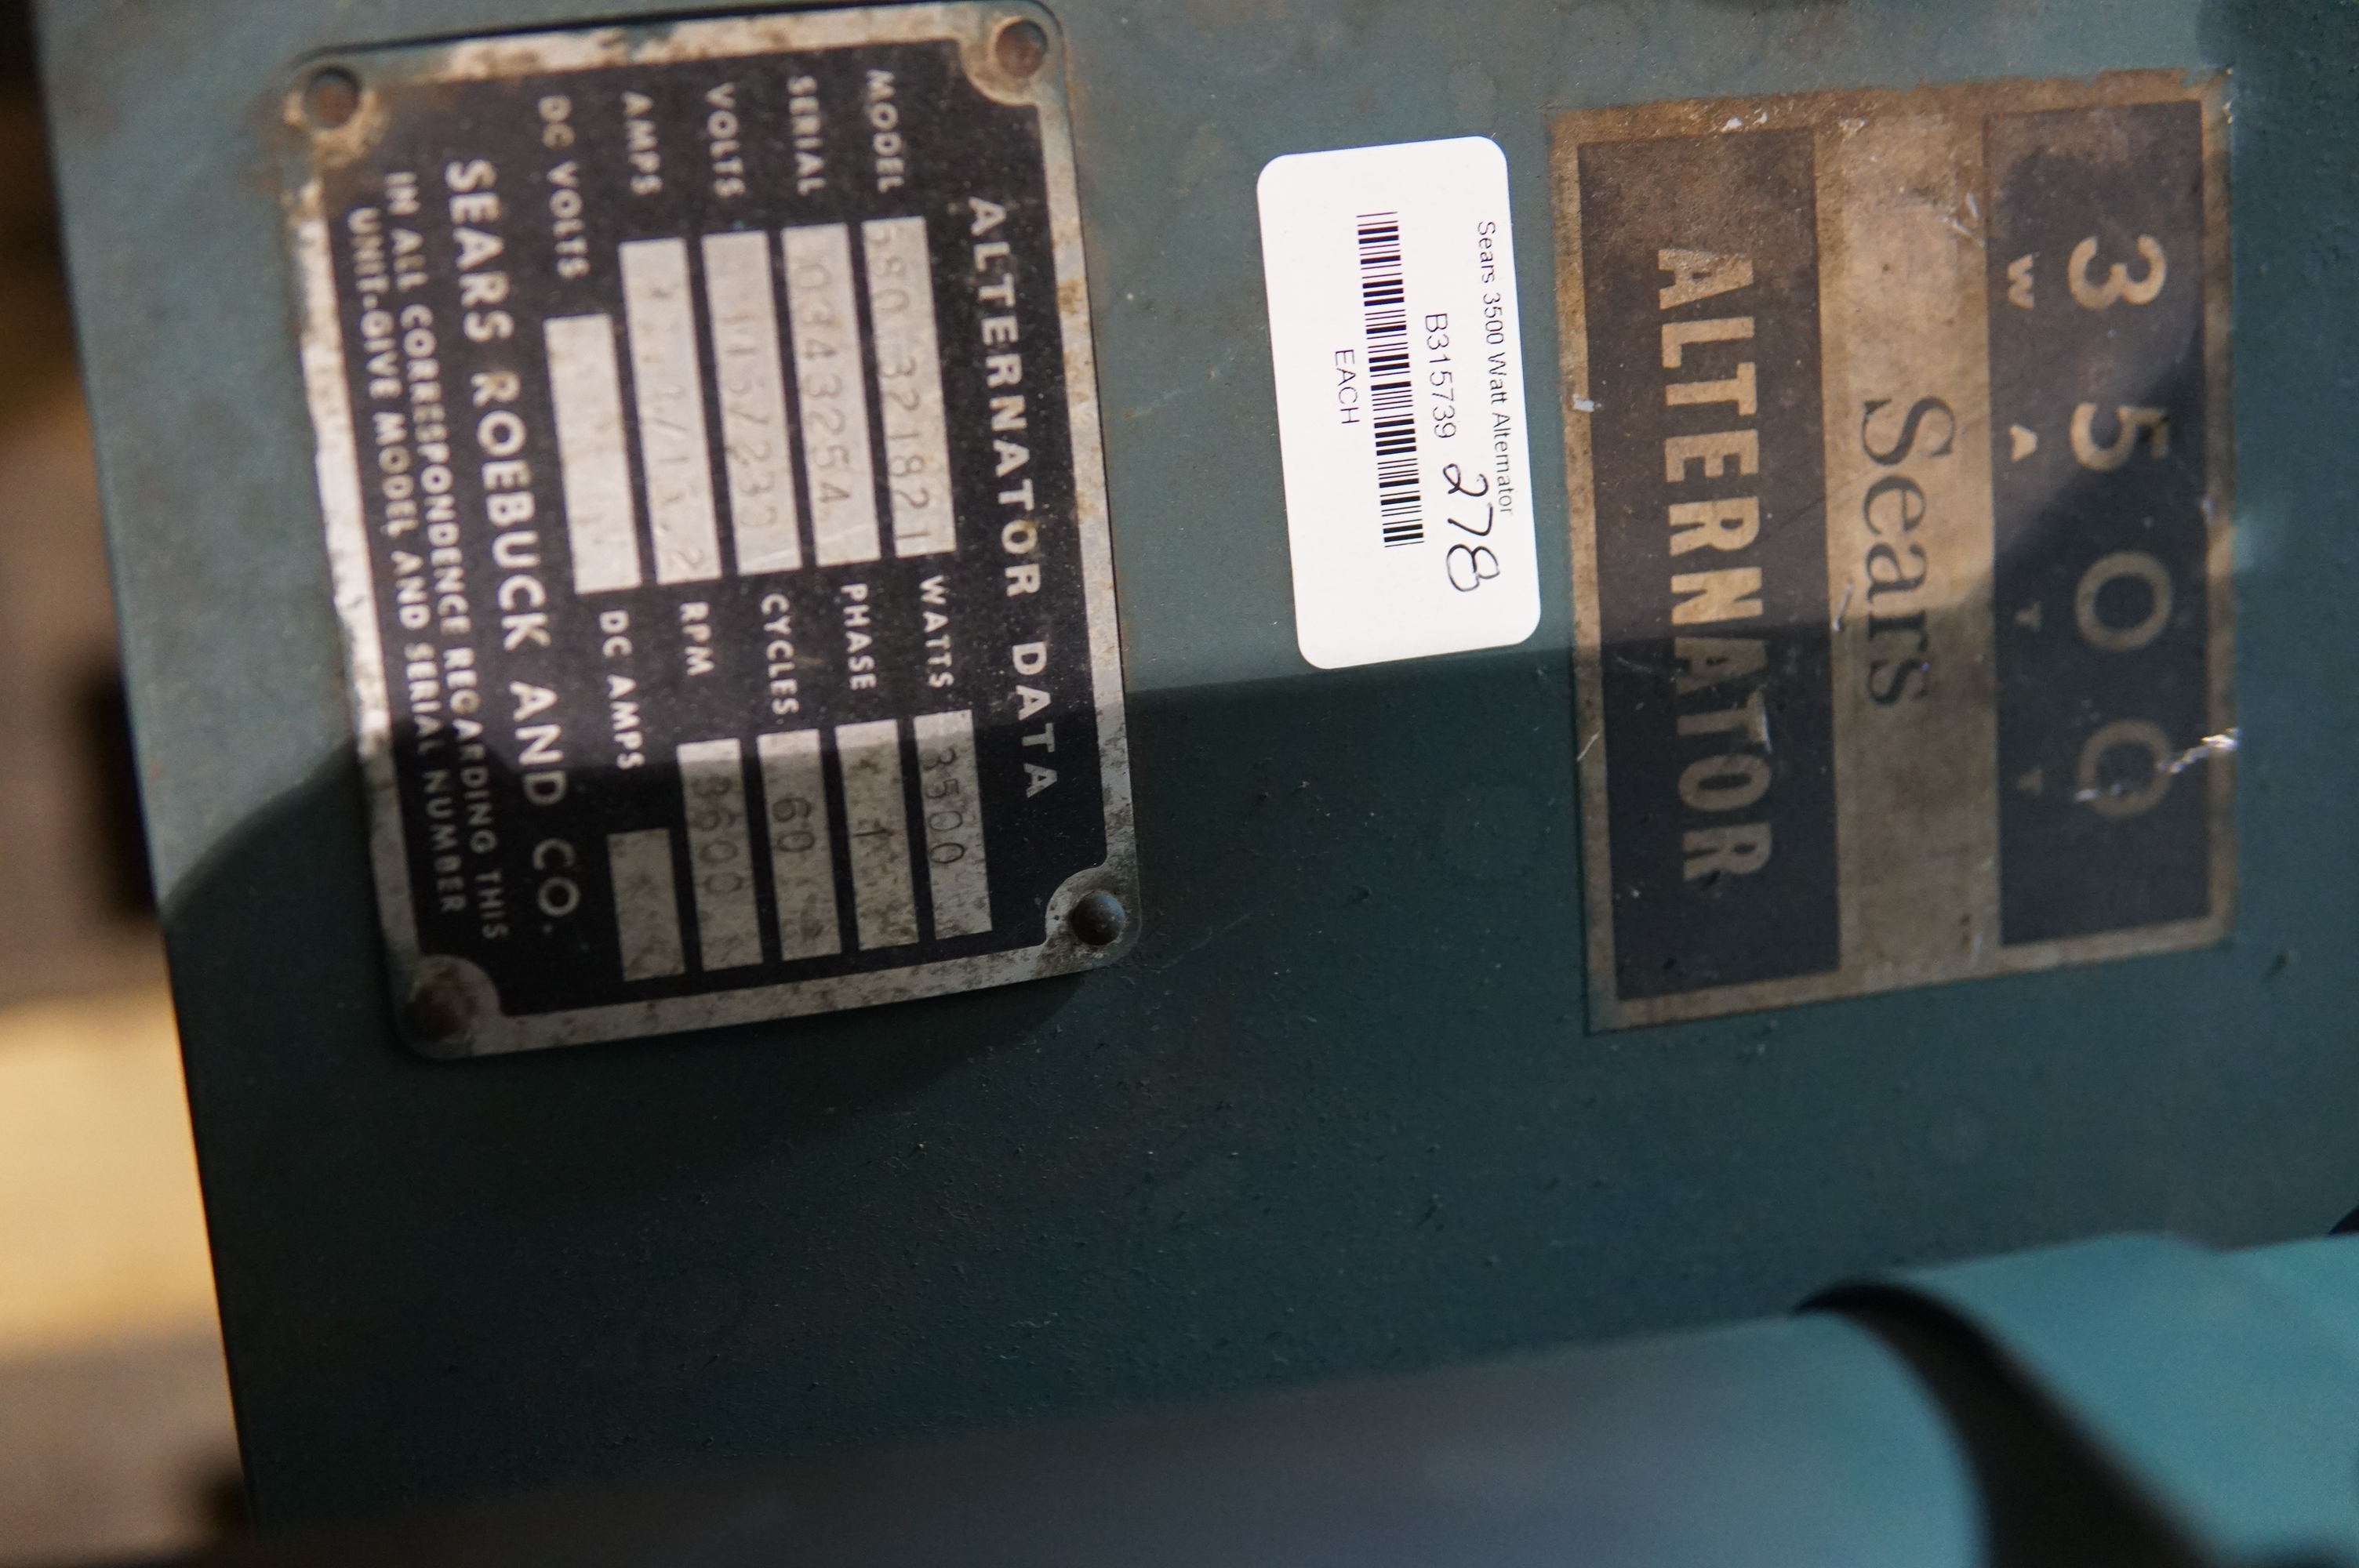 3500
WATT
Sears
ALTERNATOR
Sears 3500 Watt Alternator
B315739 278
EACH
ALTERNATOR DATA
MODEL 580-321821 WATTS 3500
SERIAL 0343254 PHASE 1
VOLTS 115/230 CYCLES 60
AMPS RPM 3600
DC VOLTS DC AMPS
SEARS ROEBUCK AND CO.
IN ALL CORRESPONDENCE REGARDING THIS
UNIT-GIVE MODEL AND SERIAL NUMBER